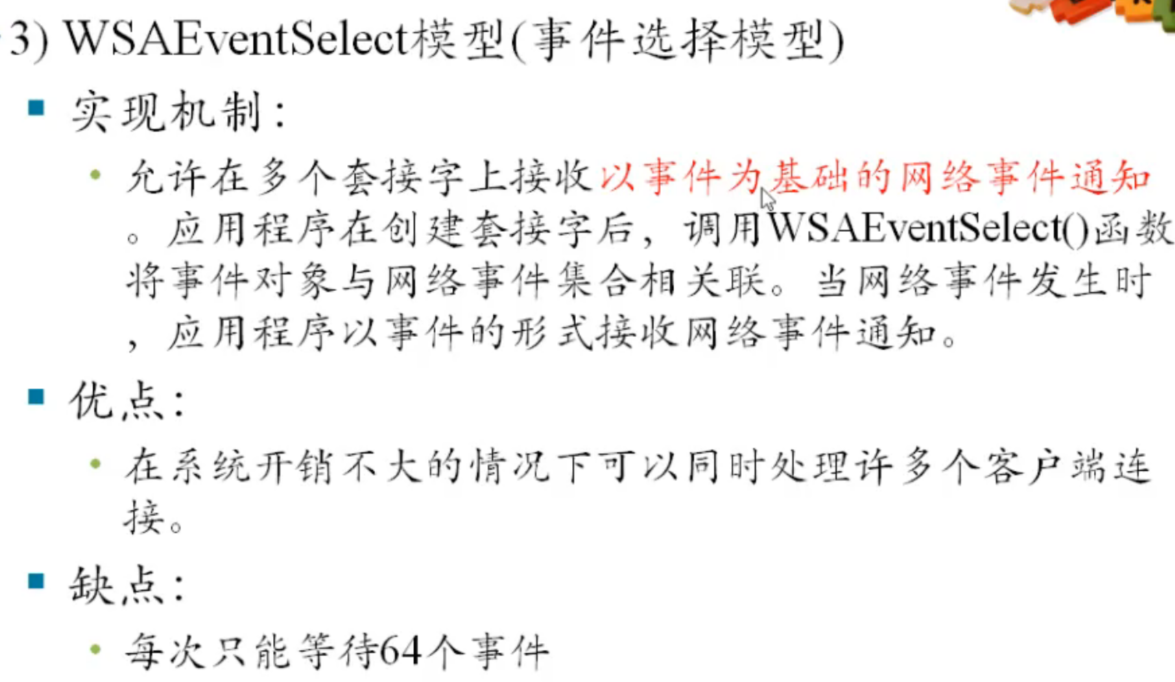 3) WSAEventSelect模型(事件选择模型)
实现机制：
允许在多个套接字上接收以事件为基础的网络事件通知
。应用程序在创建套接字后，调用WSAEventSelect()函数
将事件对象与网络事件集合相关联。当网络事件发生时
，应用程序以事件的形式接收网络事件通知。
优点：
在系统开销不大的情况下可以同时处理许多个客户端连
接。
缺点：
每次只能等待64个事件